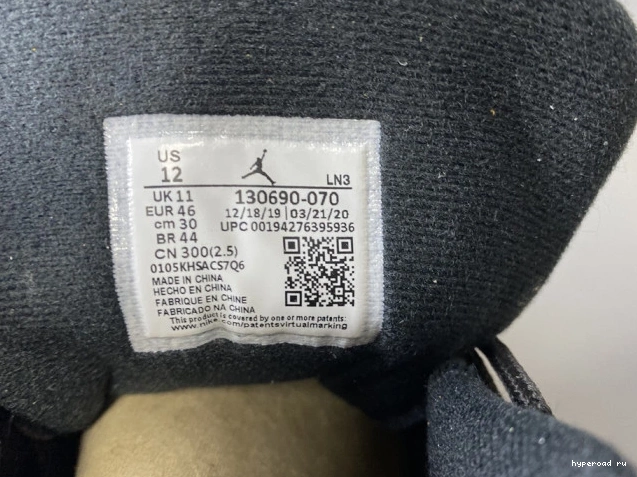 US
12
LN3
UK 11
130690-070
EUR 46
12/18/19 | 03/21/20
cm 30
UPC 00194276395936
BR 44
CN 300(2.5)
0105KHSACS7Q6
MADE IN CHINA
HECHO EN CHINA
FABRIQUE EN CHINE
FABRICADO NA CHINA
This product is covered by one or more patents:
www.nike.com/patentsvirtualmarking
hyperoad ru